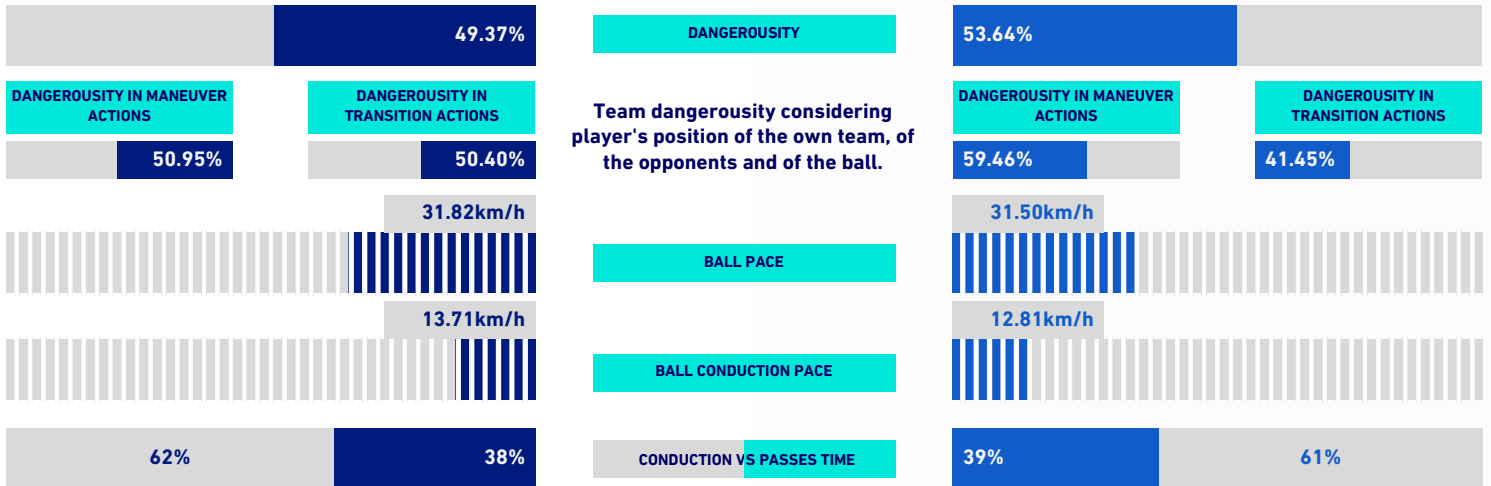 49.37%
DANGEROUSITY
53.64%
DANGEROUSITY IN MANEUVER
ACTIONS
DANGEROUSITY IN
TRANSITION ACTIONS
50.95%
50.40%
Team dangerousity considering
player's position of the own team, of
the opponents and of the ball.
DANGEROUSITY IN MANEUVER
ACTIONS
DANGEROUSITY IN
TRANSITION ACTIONS
59.46%
41.45%
31.82km/h
BALL PACE
31.50km/h
13.71km/h
BALL CONDUCTION PACE
12.81km/h
62%
38%
CONDUCTION VS PASSES TIME
39%
61%